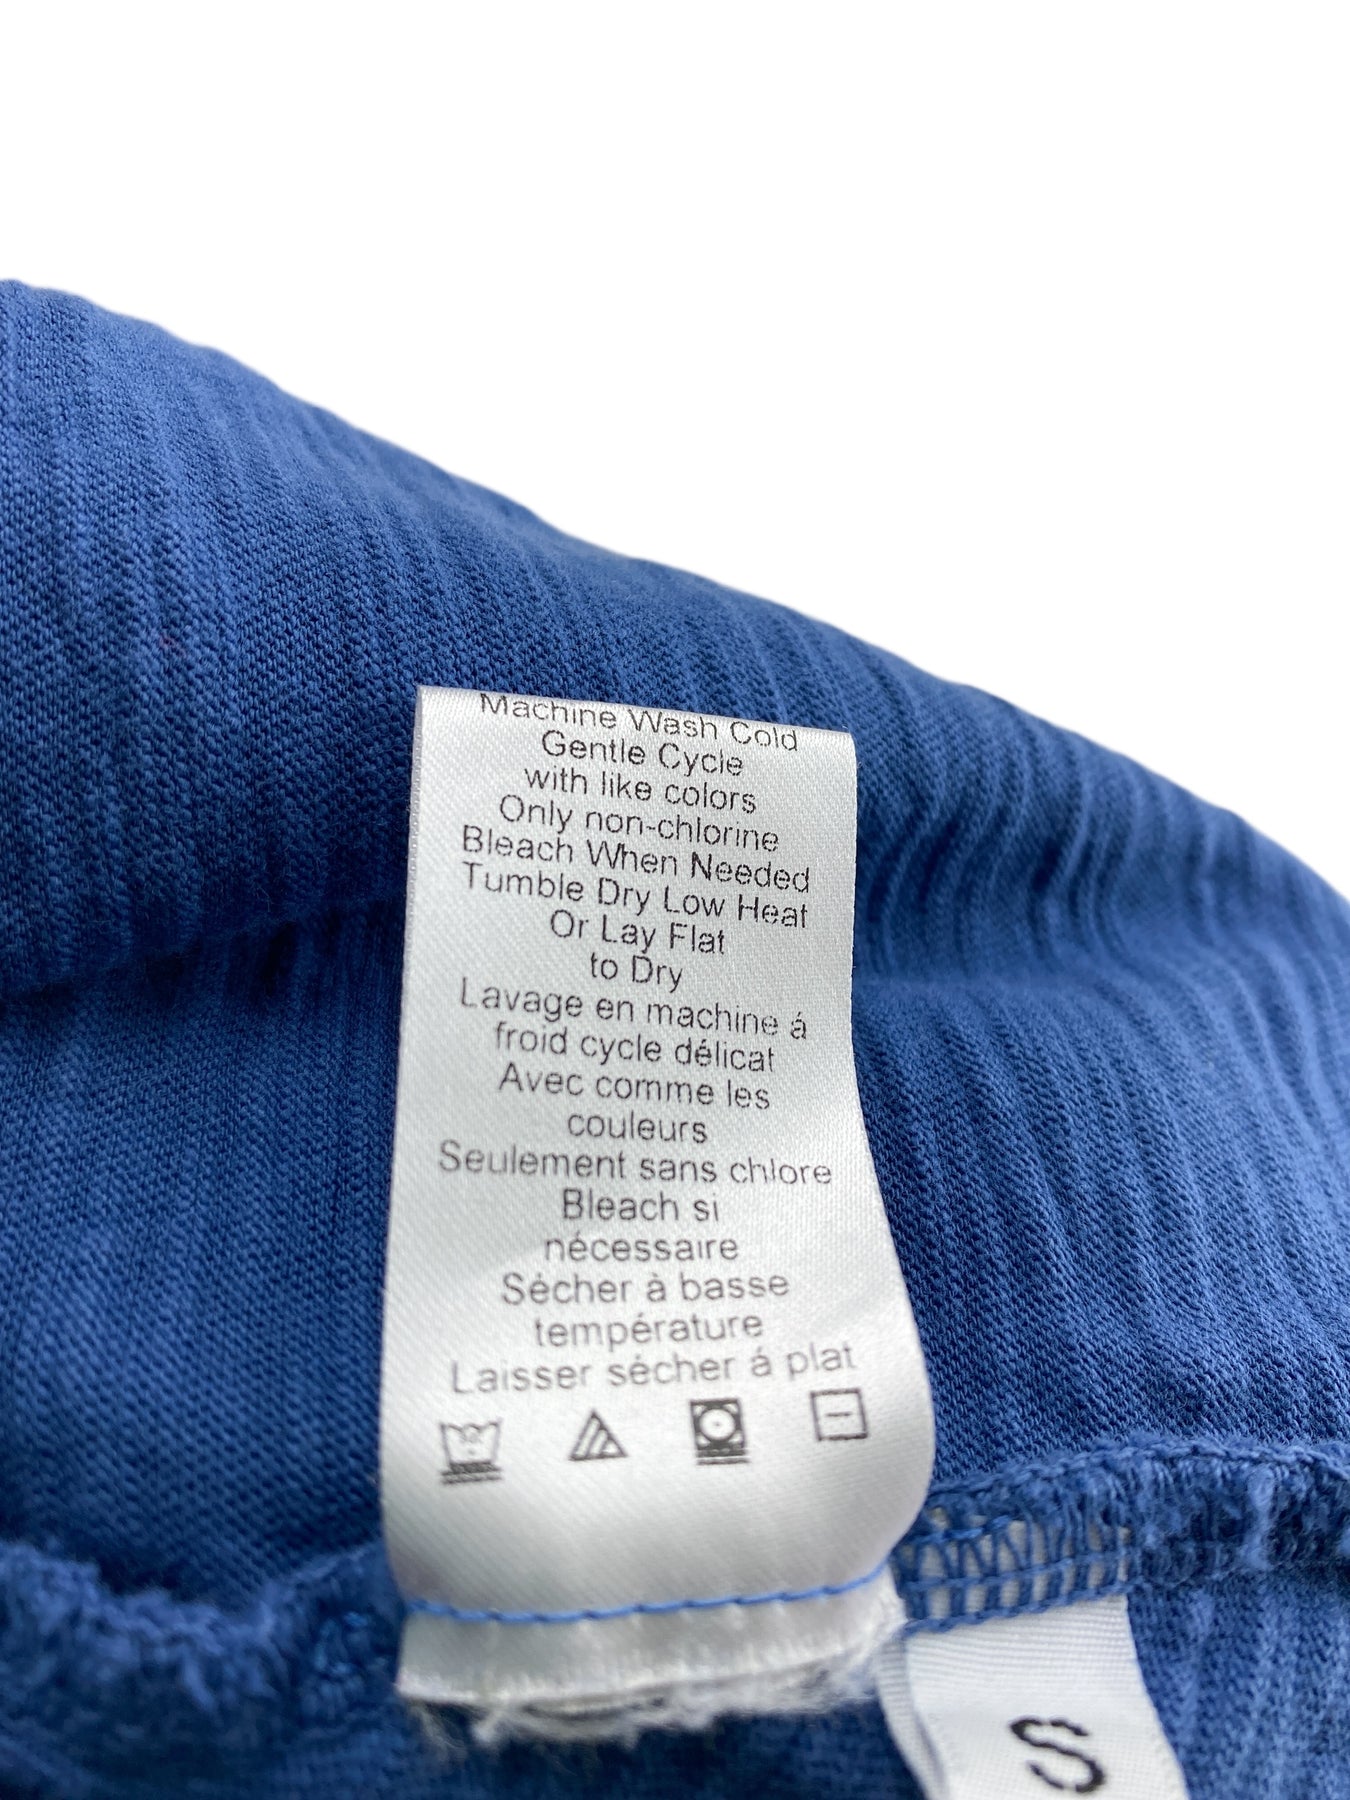 Machine Wash Cold
Gentle Cycle
with like colors
Only non-chlorine
Bleach When Needed
Tumble Dry Low Heat
Or Lay Flat
to Dry
Lavage en machine á
froid cycle délicat
Avec comme les
couleurs
Seulement sans chlore
Bleach si
nécessaire
Sécher à basse
température
Laisser sécher á plat
S